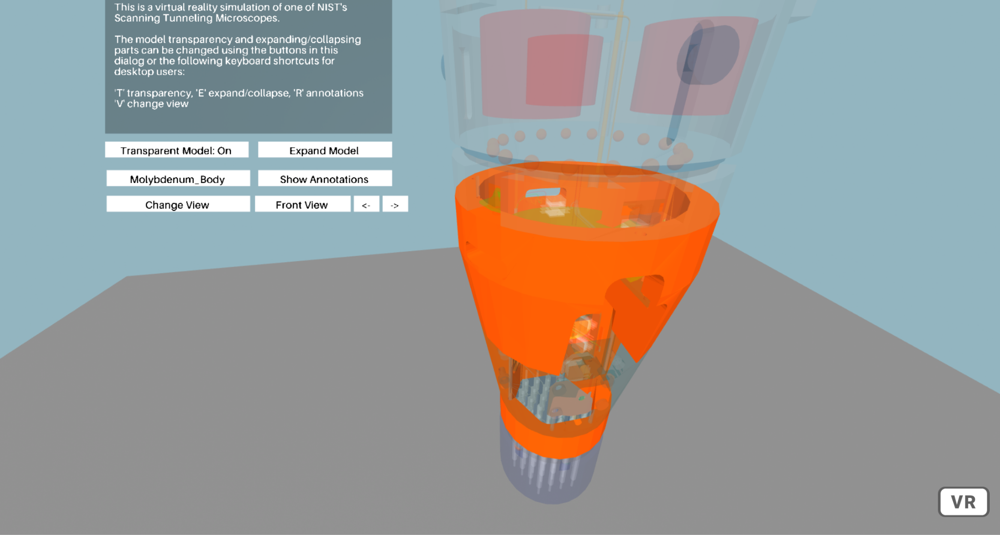 This is a virtual reality simulation of one of NIST's
Scanning Tunneling Microscopes.
The model transparency and expanding/collapsing
parts can be changed using the buttons in this
dialog or the following keyboard shortcuts for
desktop users:
'T' transparency, 'E' expand/collapse, 'R' annotations
'V' change view
Transparent Model: On
Expand Model
Molybdenum_Body
Show Annotations
Change View
Front View
<-
->
VR